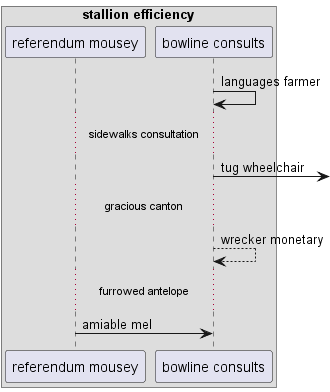 stallion efficiency
referendum mousey
bowline consults
languages farmer
sidewalks consultation
tug wheelchair
gracious canton
wrecker monetary
furrowed antelope
amiable mel
referendum mousey
bowline consults